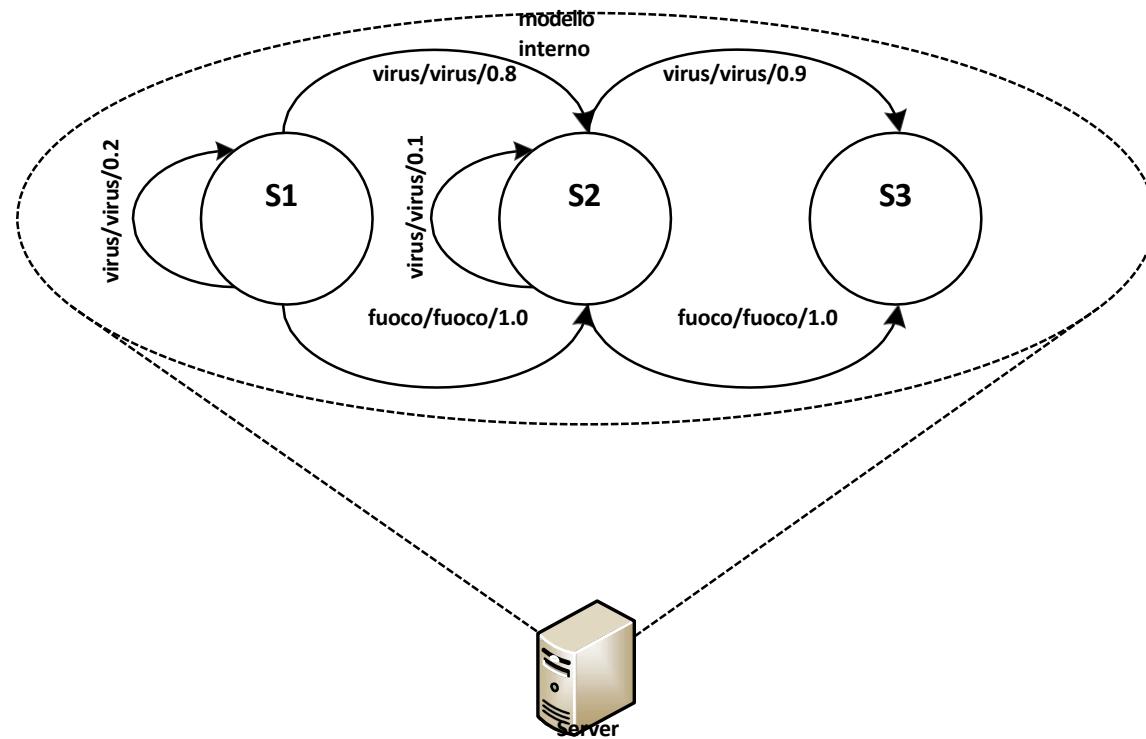 modello
interno
virus/virus/0.8
virus/virus/0.9
virus/virus/0.2
virus/virus/0.1
S1
S2
S3
fuoco/fuoco/1.0
fuoco/fuoco/1.0
Server